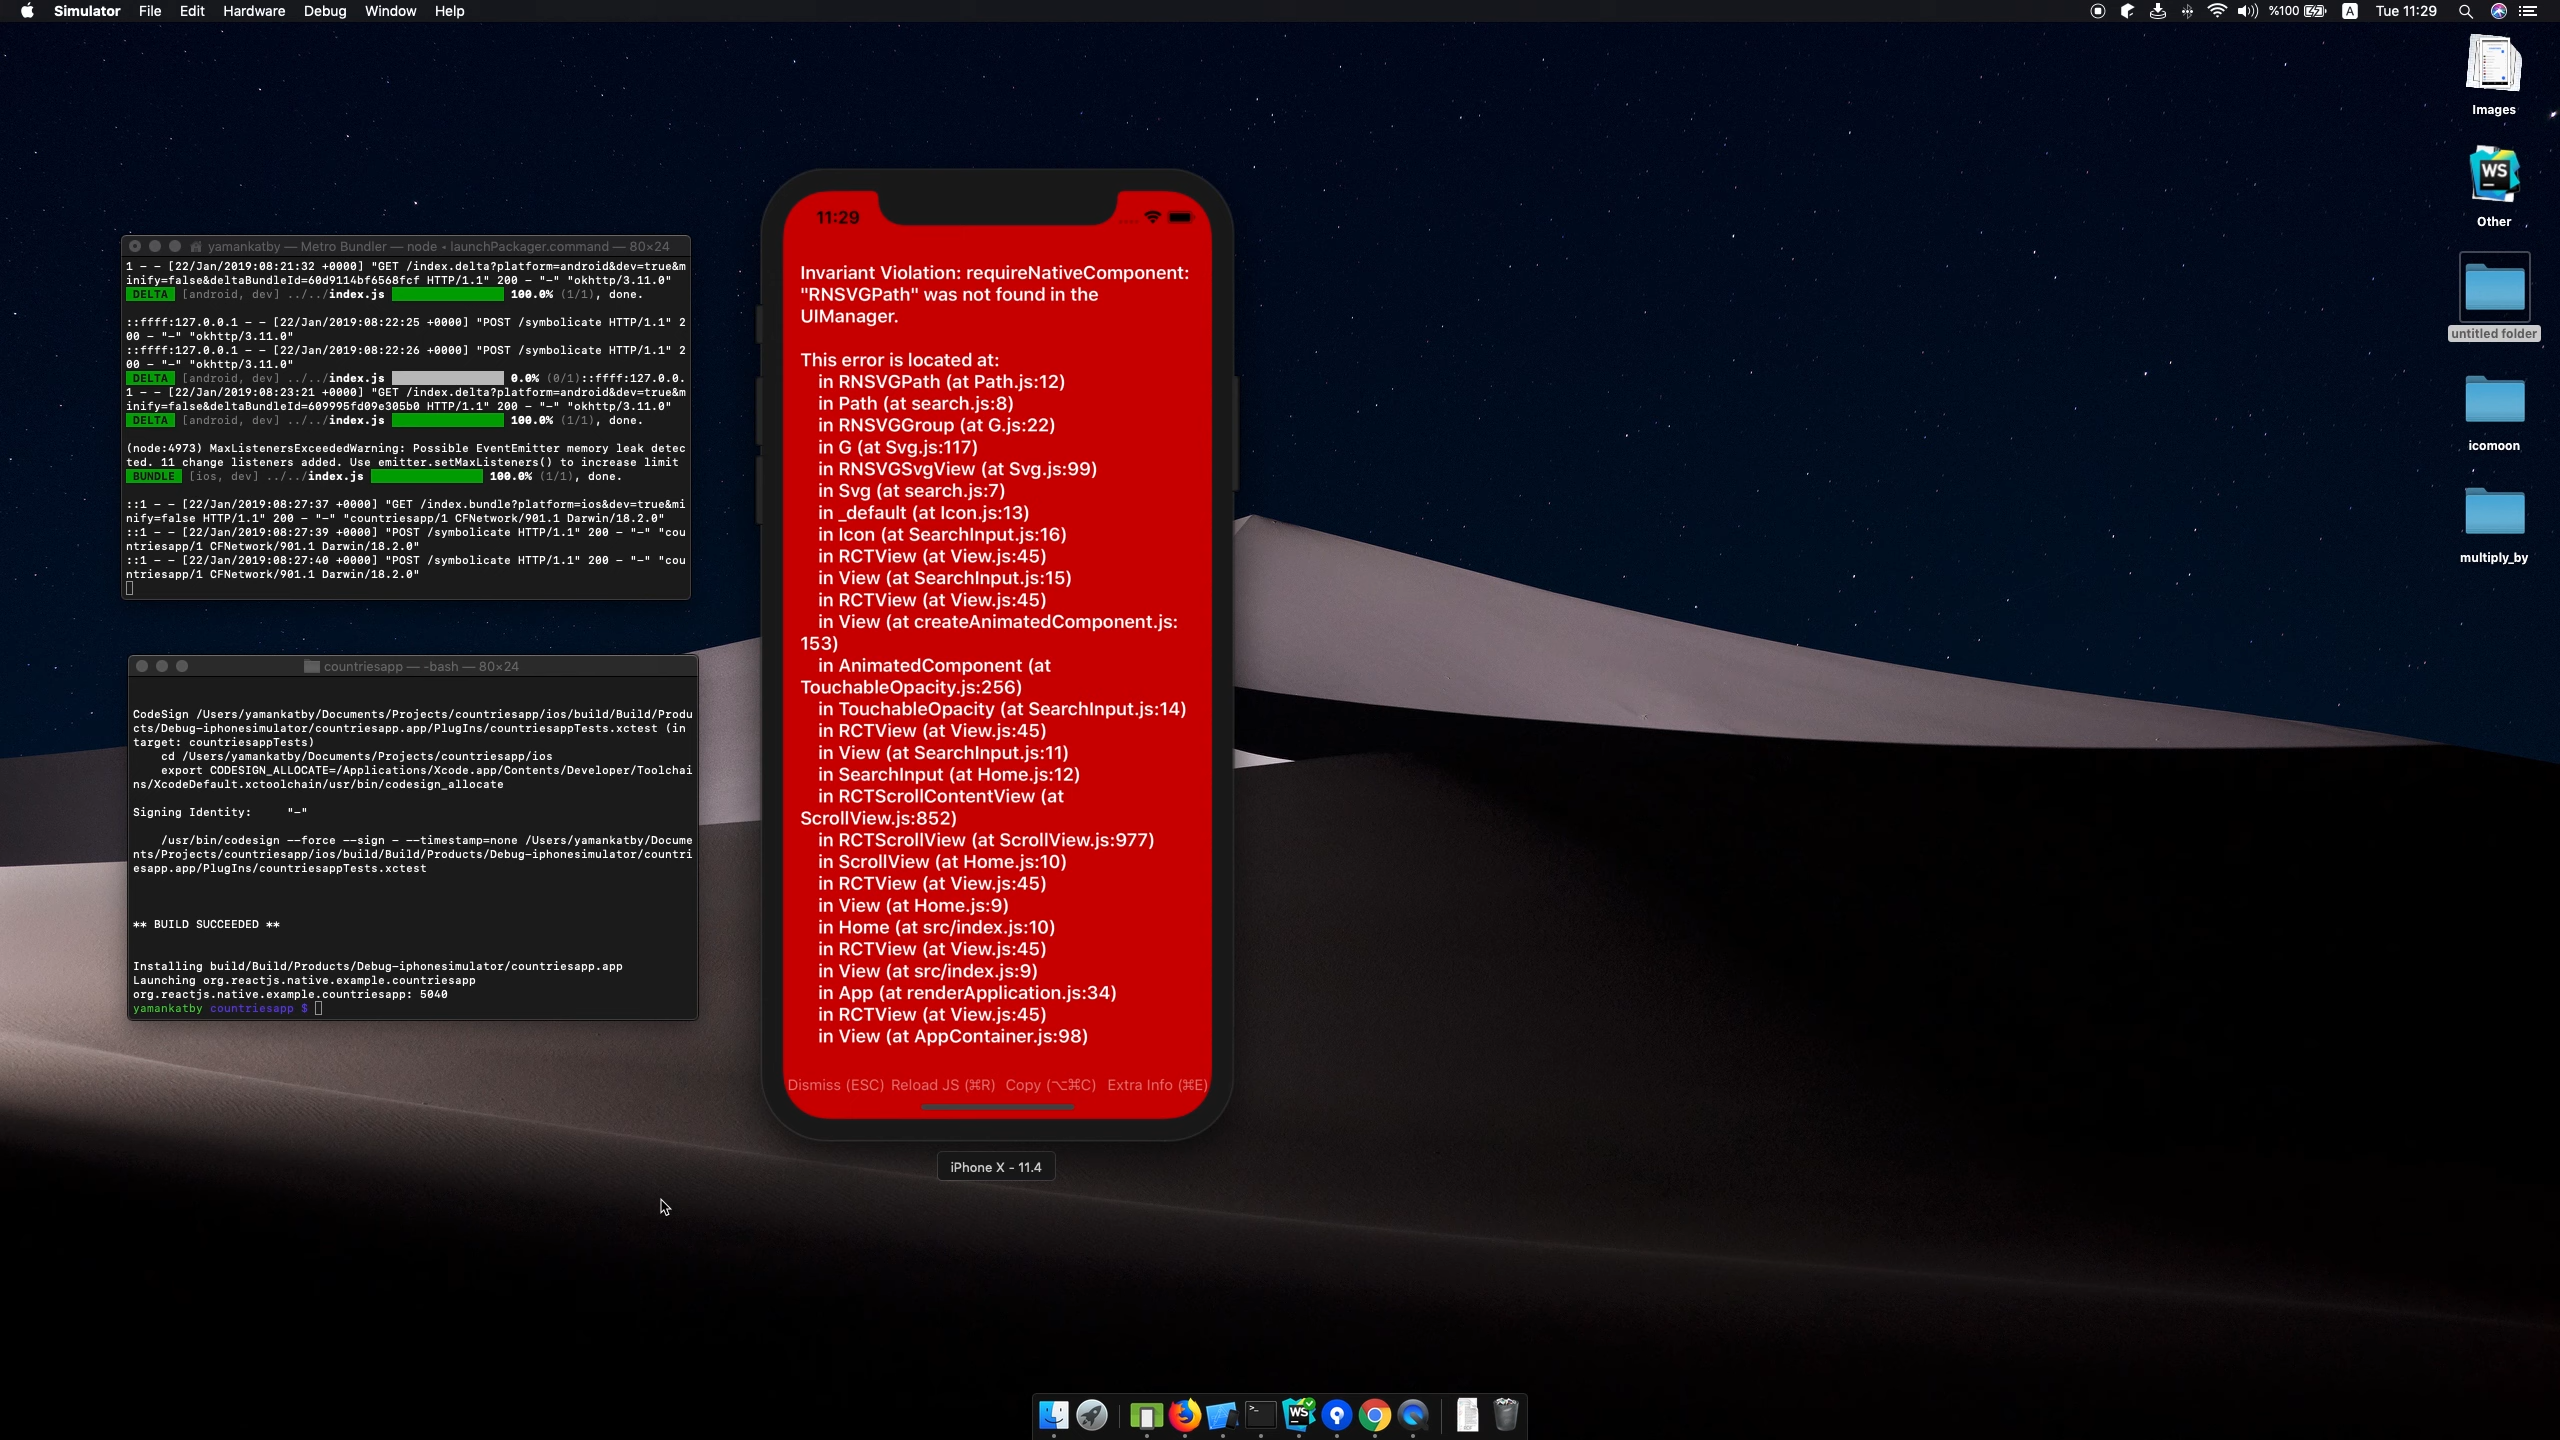 Simulator File Edit Hardware Debug Window Help
%100 A Tue 11:29
Images
WS
Other
untitled folder
icomoon
multiply_by
yamankatby — Metro Bundler — node • launchPackager.command — 80×24
1 - - [22/Jan/2019:08:21:32 +0000] "GET /index.delta?platform=android&dev=true&m
inify=false&deltaBundleId=60d9114bf6568fcf HTTP/1.1" 200 - "-" "okhttp/3.11.0"
DELTA [android, dev] ../../index.js 100.0% (1/1), done.
::ffff:127.0.0.1 - - [22/Jan/2019:08:22:25 +0000] "POST /symbolicate HTTP/1.1" 2
00 - "-" "okhttp/3.11.0"
::ffff:127.0.0.1 - - [22/Jan/2019:08:22:26 +0000] "POST /symbolicate HTTP/1.1" 2
00 - "-" "okhttp/3.11.0"
DELTA [android, dev] ../../index.js 0.0% (0/1)::ffff:127.0.0.
1 - - [22/Jan/2019:08:23:21 +0000] "GET /index.delta?platform=android&dev=true&m
inify=false&deltaBundleId=609995fd09e305b0 HTTP/1.1" 200 - "-" "okhttp/3.11.0"
DELTA [android, dev] ../../index.js 100.0% (1/1), done.
(node:4973) MaxListenersExceededWarning: Possible EventEmitter memory leak detec
ted. 11 change listeners added. Use emitter.setMaxListeners() to increase limit
BUNDLE [ios, dev] ../../index.js 100.0% (1/1), done.
::1 - - [22/Jan/2019:08:27:37 +0000] "GET /index.bundle?platform=ios&dev=true&mi
nify=false HTTP/1.1" 200 - "-" "countriesapp/1 CFNetwork/901.1 Darwin/18.2.0"
::1 - - [22/Jan/2019:08:27:39 +0000] "POST /symbolicate HTTP/1.1" 200 - "-" "cou
ntriesapp/1 CFNetwork/901.1 Darwin/18.2.0"
::1 - - [22/Jan/2019:08:27:40 +0000] "POST /symbolicate HTTP/1.1" 200 - "-" "cou
ntriesapp/1 CFNetwork/901.1 Darwin/18.2.0"
countriesapp — -bash — 80×24
CodeSign /Users/yamankatby/Documents/Projects/countriesapp/ios/build/Build/Produ
cts/Debug-iphonesimulator/countriesapp.app/PlugIns/countriesappTests.xctest (in
target: countriesappTests)
cd /Users/yamankatby/Documents/Projects/countriesapp/ios
export CODESIGN_ALLOCATE=/Applications/Xcode.app/Contents/Developer/Toolchai
ns/XcodeDefault.xctoolchain/usr/bin/codesign_allocate
Signing Identity: "-"
/usr/bin/codesign --force --sign - --timestamp=none /Users/yamankatby/Docume
nts/Projects/countriesapp/ios/build/Build/Products/Debug-iphonesimulator/countri
esapp.app/PlugIns/countriesappTests.xctest
** BUILD SUCCEEDED **
Installing build/Build/Products/Debug-iphonesimulator/countriesapp.app
Launching org.reactjs.native.example.countriesapp
org.reactjs.native.example.countriesapp: 5040
yamankatby countriesapp $
11:29
Invariant Violation: requireNativeComponent:
"RNSVGPath" was not found in the
UIManager.
This error is located at:
in RNSVGPath (at Path.js:12)
in Path (at search.js:8)
in RNSVGGroup (at G.js:22)
in G (at Svg.js:117)
in RNSVGSvgView (at Svg.js:99)
in Svg (at search.js:7)
in _default (at Icon.js:13)
in Icon (at SearchInput.js:16)
in RCTView (at View.js:45)
in View (at SearchInput.js:15)
in RCTView (at View.js:45)
in View (at createAnimatedComponent.js:
153)
in AnimatedComponent (at
TouchableOpacity.js:256)
in TouchableOpacity (at SearchInput.js:14)
in RCTView (at View.js:45)
in View (at SearchInput.js:11)
in SearchInput (at Home.js:12)
in RCTScrollContentView (at
ScrollView.js:852)
in RCTScrollView (at ScrollView.js:977)
in ScrollView (at Home.js:10)
in RCTView (at View.js:45)
in View (at Home.js:9)
in Home (at src/index.js:10)
in RCTView (at View.js:45)
in View (at src/index.js:9)
in App (at renderApplication.js:34)
in RCTView (at View.js:45)
in View (at AppContainer.js:98)
Dismiss (ESC) Reload JS (⌘R) Copy (⌥⌘C) Extra Info (⌘E)
iPhone X - 11.4
WS